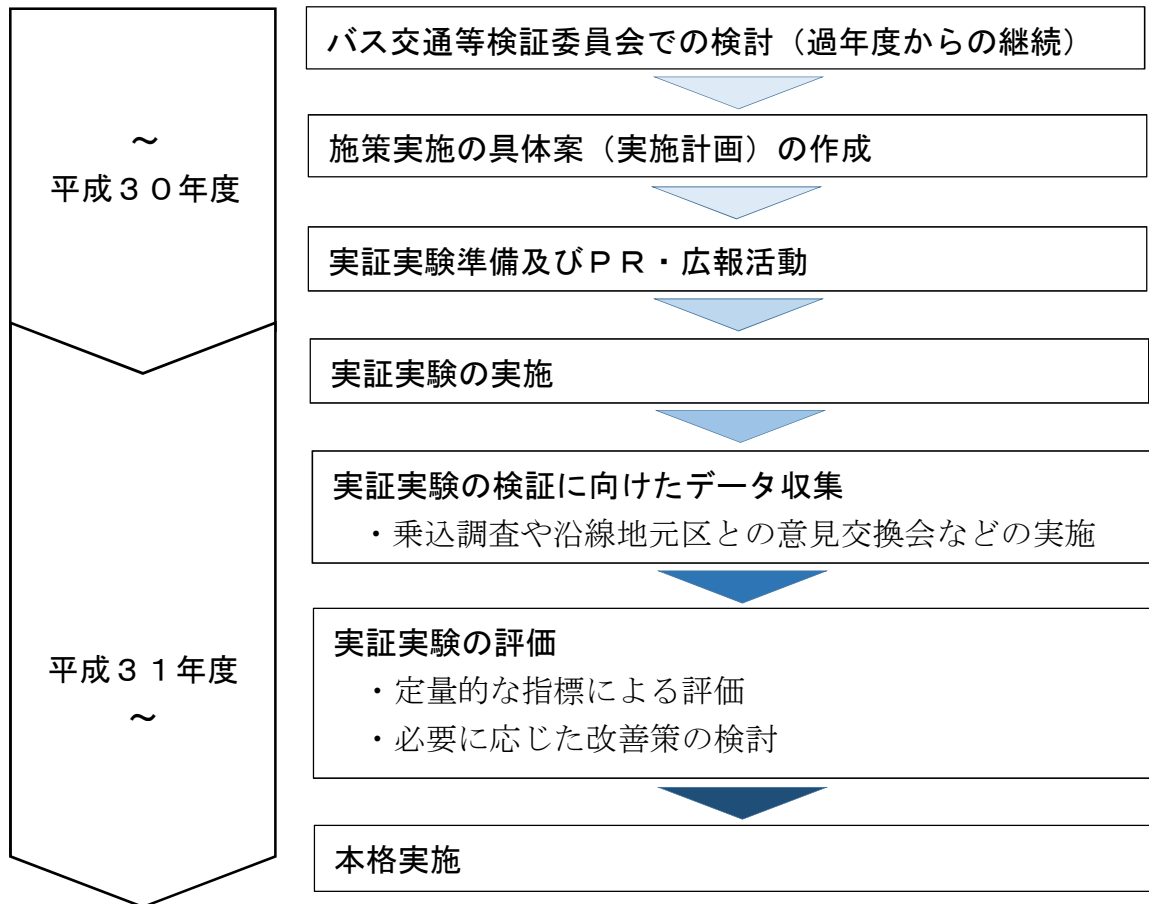 ～
平成３０年度
バス交通等検証委員会での検討（過年度からの継続）
施策実施の具体案（実施計画）の作成
実証実験準備及びＰＲ・広報活動
平成３１年度
～
実証実験の実施
実証実験の検証に向けたデータ収集
・乗込調査や沿線地元区との意見交換会などの実施
実証実験の評価
・定量的な指標による評価
・必要に応じた改善策の検討
本格実施